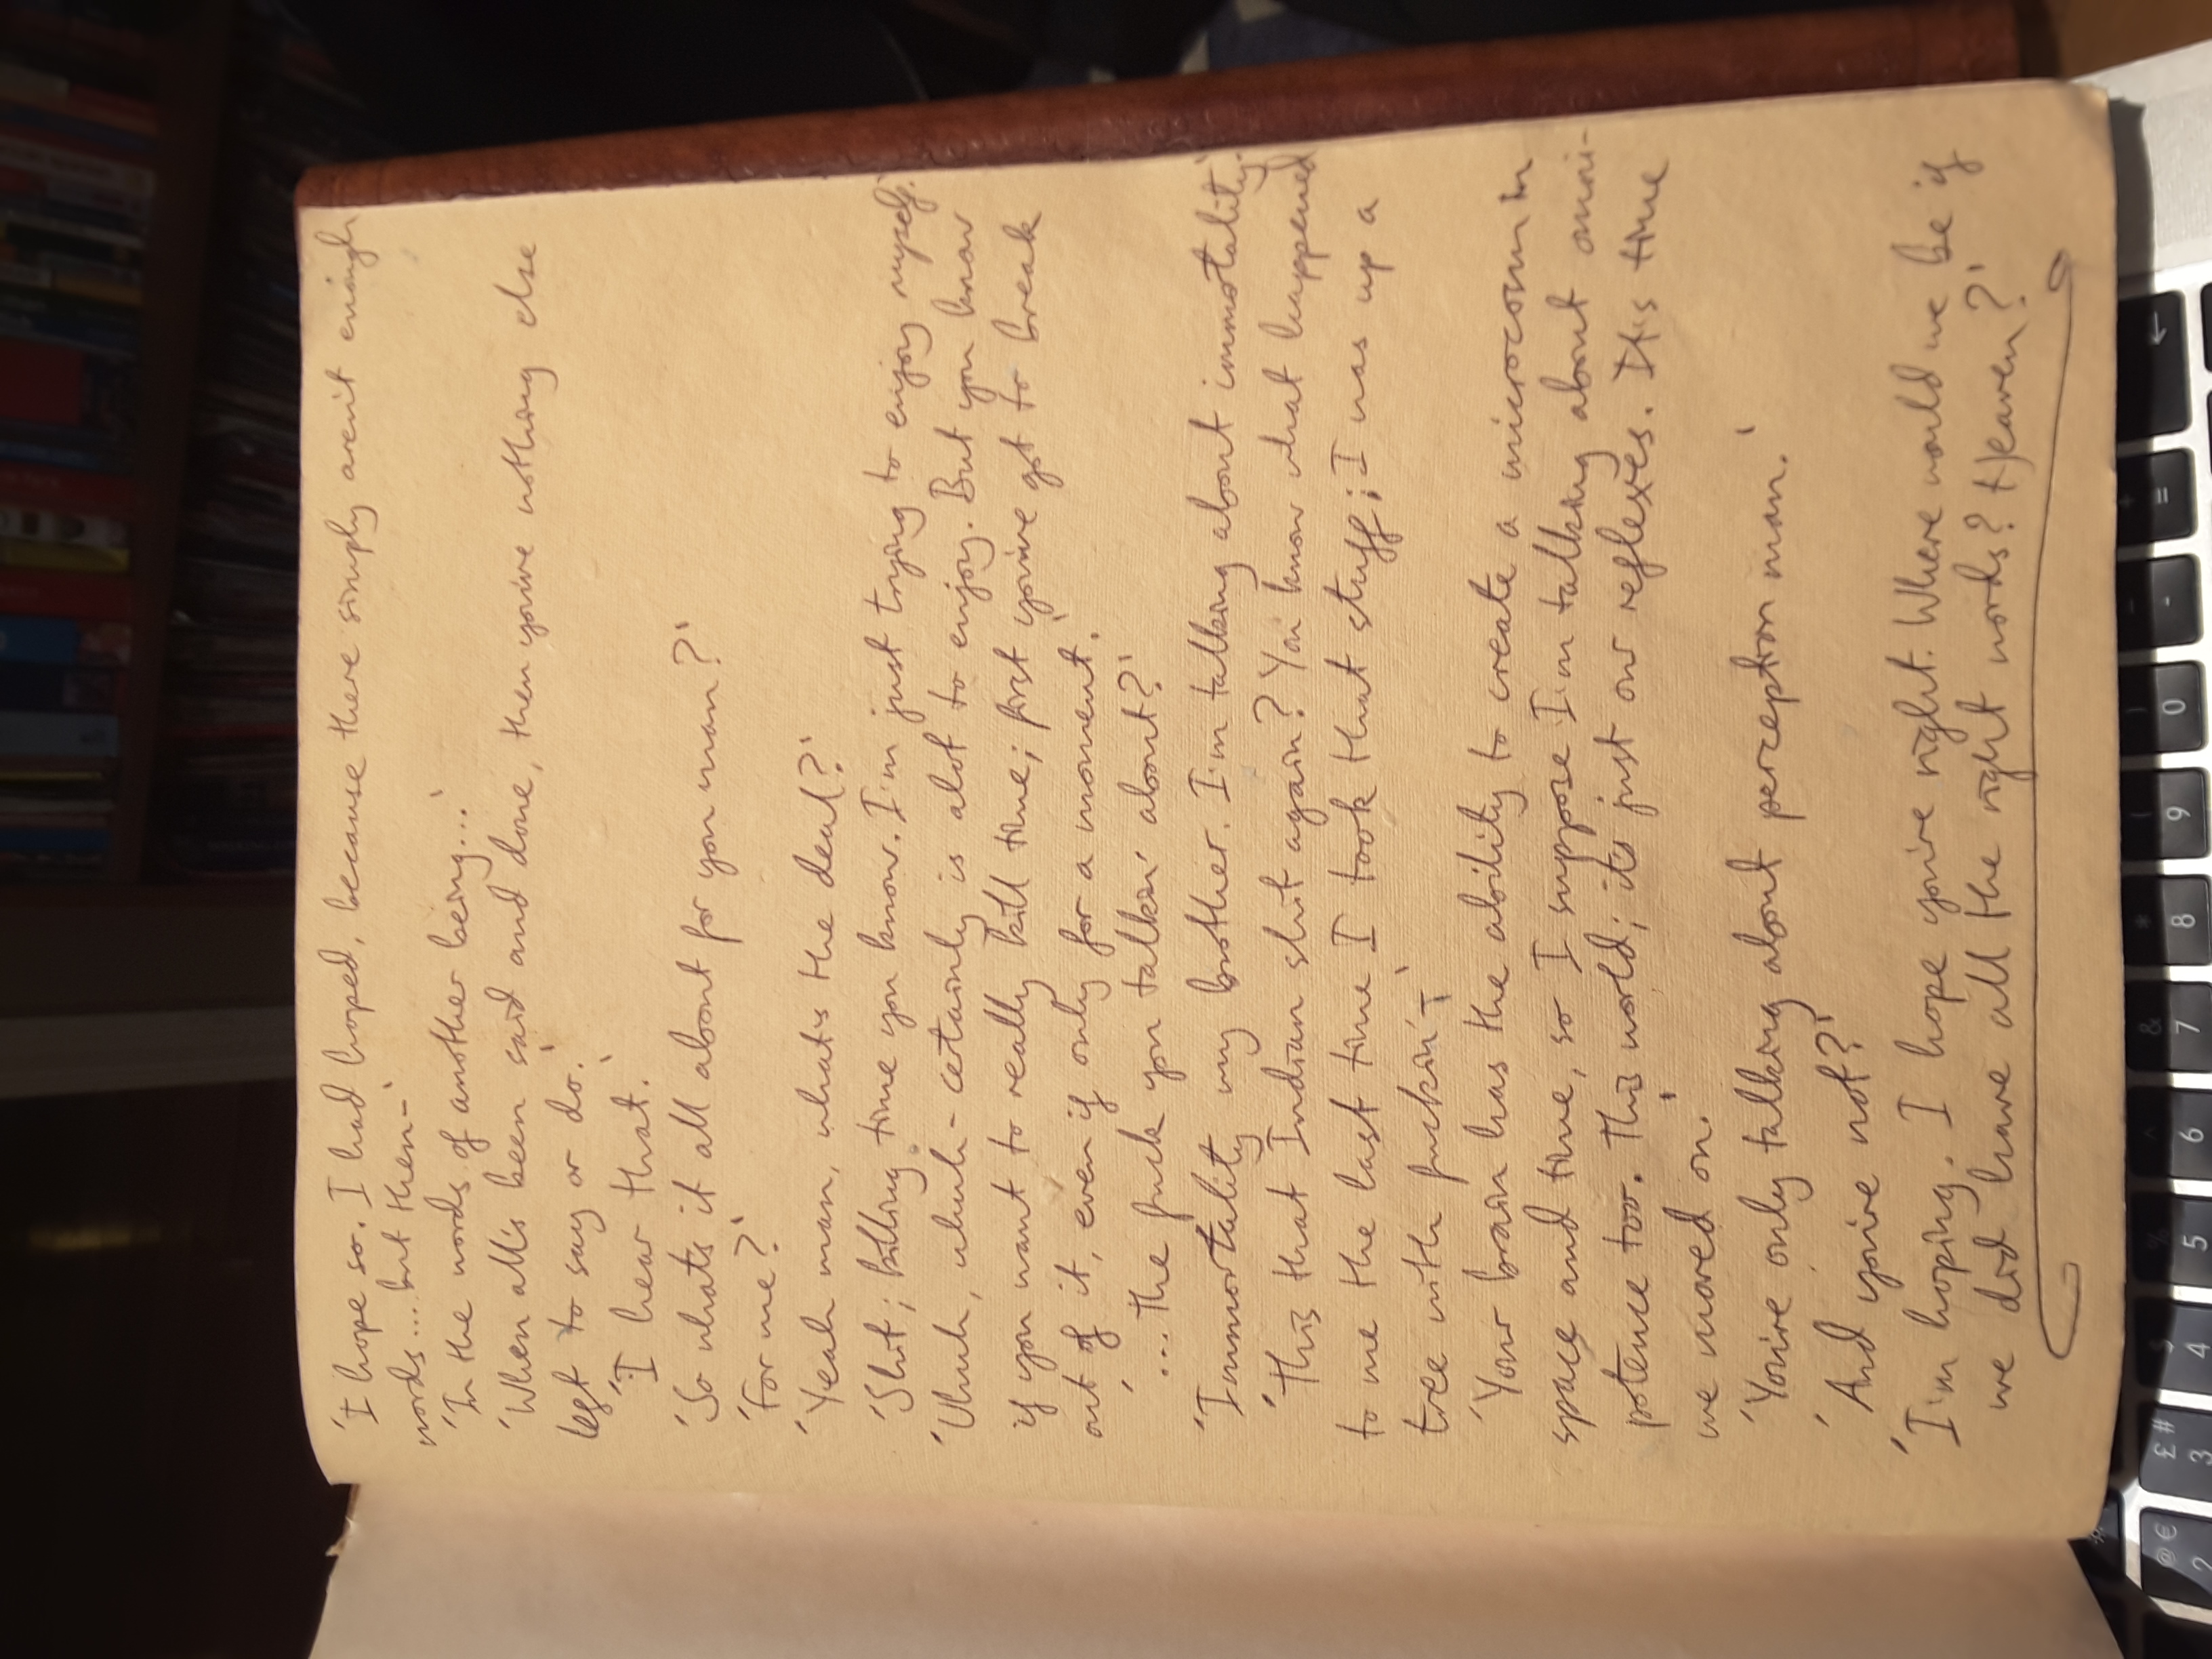 'I hope so. I had hoped, because there simply aren't enough
words... but then-'
'In the words of another being...'
'When all's been said and done, then you've nothing else
left to say or do.'
'I hear that.'
'So what's it all about for you man?'
'For me?'
'Yeah man, what's the deal?'
'Shit; killing time you know. I'm just trying to enjoy myself.'
'Uhuh, uhuh - certainly is alot to enjoy. But you know
if you want to really kill time; first you've got to break
out of it, even if only for a moment.'
'... the fuck you talkin' about?'
'Immortality my brother. I'm talking about immotality.'
'This that Indian shit again? You know what happened
to me the last time I took that stuff; I was up a
tree with fuckin'-'
'Your brain has the ability to create a microcosm in
space and time, so I suppose I'm talking about omni-
potence too. This world; it's just our reflexes. It's time
we moved on.'
'You're only talking about perception man.'
'And you're not?'
'I'm hoping. I hope you're right. Where would we be if
we did have all the right words? Heaven?'
@ €
2
£ #
3
$
4
%
5
^
6
&
7
*
8
(
9
)
0
-
+
=
←